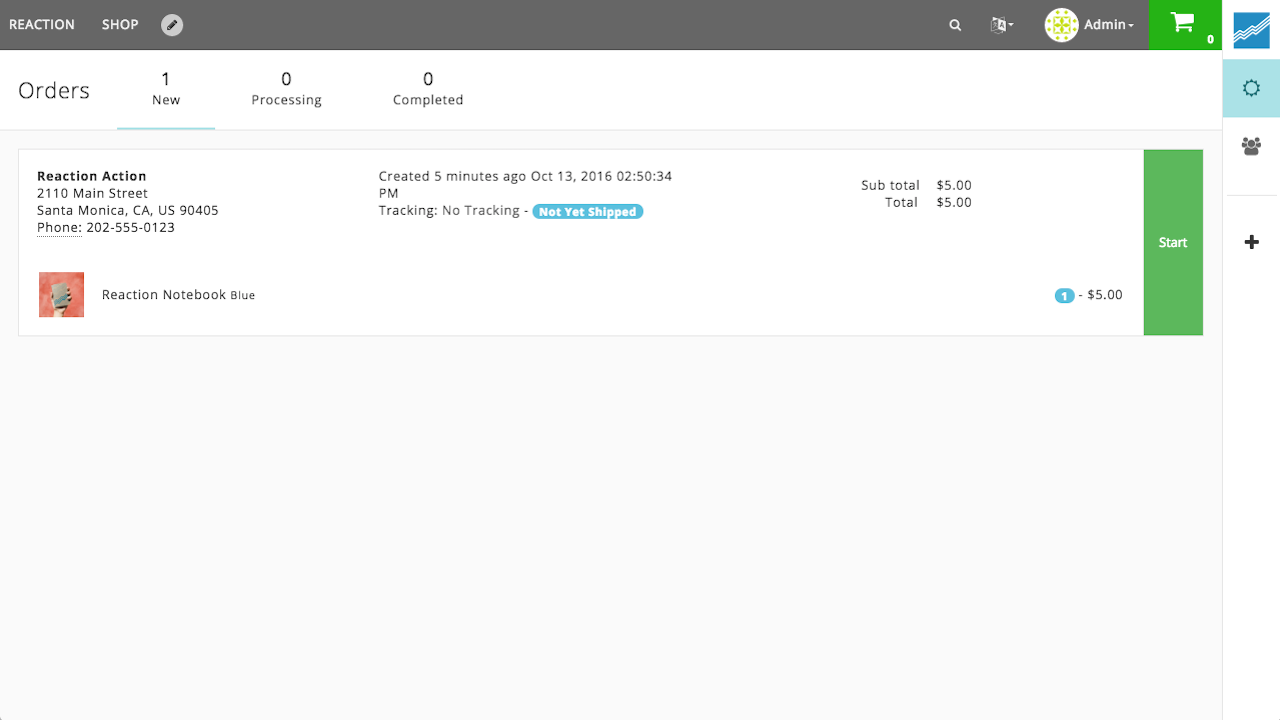 REACTION SHOP Admin 0
Orders
1
New
0
Processing
0
Completed
Reaction Action
2110 Main Street
Santa Monica, CA, US 90405
Phone: 202-555-0123
Created 5 minutes ago Oct 13, 2016 02:50:34
PM
Tracking: No Tracking - Not Yet Shipped
Sub total $5.00
Total $5.00
Start
Reaction Notebook Blue
1 - $5.00